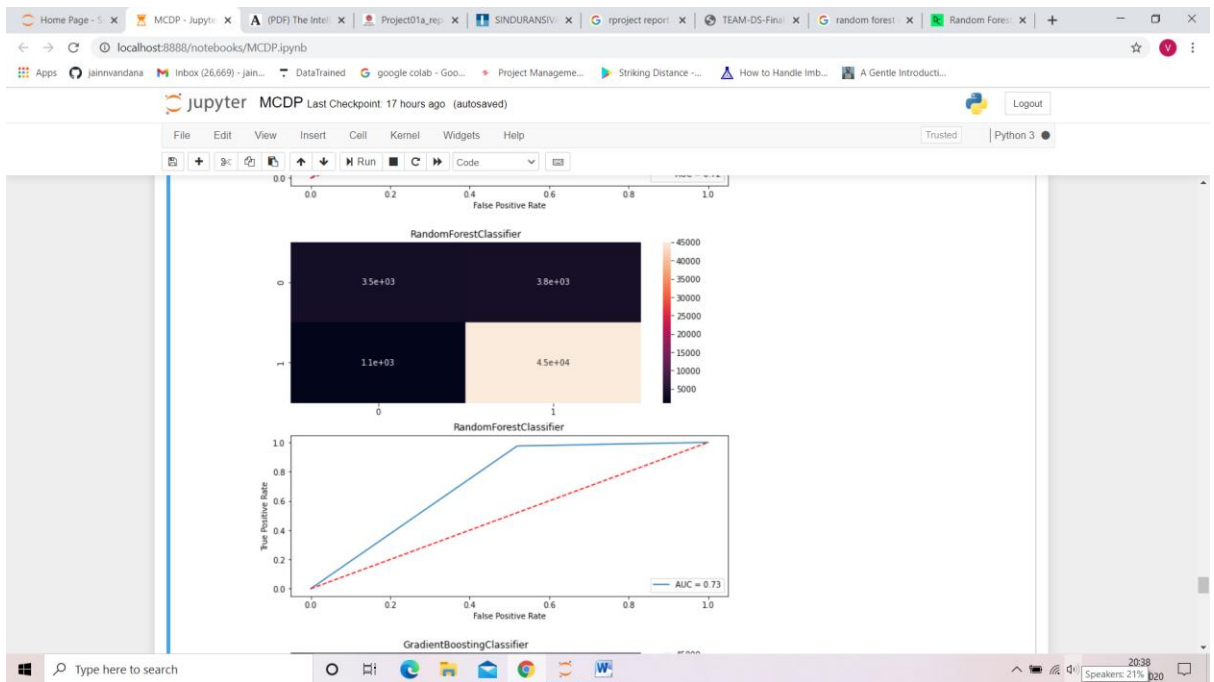 Home Page - S
MCDP - Jupyte
(PDF) The Intel
Project01a_rep
SINDURANSIV
rproject report
TEAM-DS-Final
random forest
Random Fores
localhost:8888/notebooks/MCDP.ipynb
V
Apps jainnvandana Inbox (26,669) - jain... DataTrained google colab - Goo... Project Manageme... Striking Distance -... How to Handle Imb... A Gentle Introducti...
jupyter MCDP Last Checkpoint: 17 hours ago (autosaved) Logout
File Edit View Insert Cell Kernel Widgets Help Trusted Python 3
Run Code
0.0
0.0 0.2 0.4 0.6 0.8 1.0
False Positive Rate
RandomForestClassifier
0 3.5e+03 3.8e+03
1 1.1e+03 4.5e+04
0 1
45000
40000
35000
30000
25000
20000
15000
10000
5000
RandomForestClassifier
True Positive Rate
1.0
0.8
0.6
0.4
0.2
0.0
AUC = 0.73
0.0 0.2 0.4 0.6 0.8 1.0
False Positive Rate
GradientBoostingClassifier
Type here to search
20:38
Speakers: 21%
020